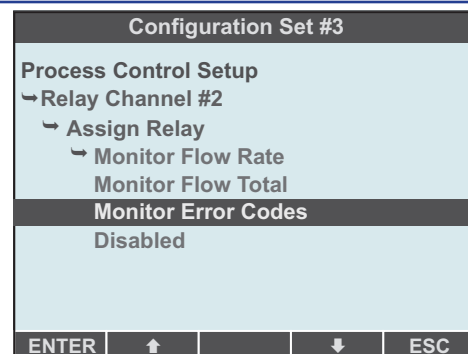 Configuration Set #3
Process Control Setup
➥Relay Channel #2
➥ Assign Relay
➥ Monitor Flow Rate
Monitor Flow Total
Monitor Error Codes
Disabled
ENTER ⬆ ⬇ ESC